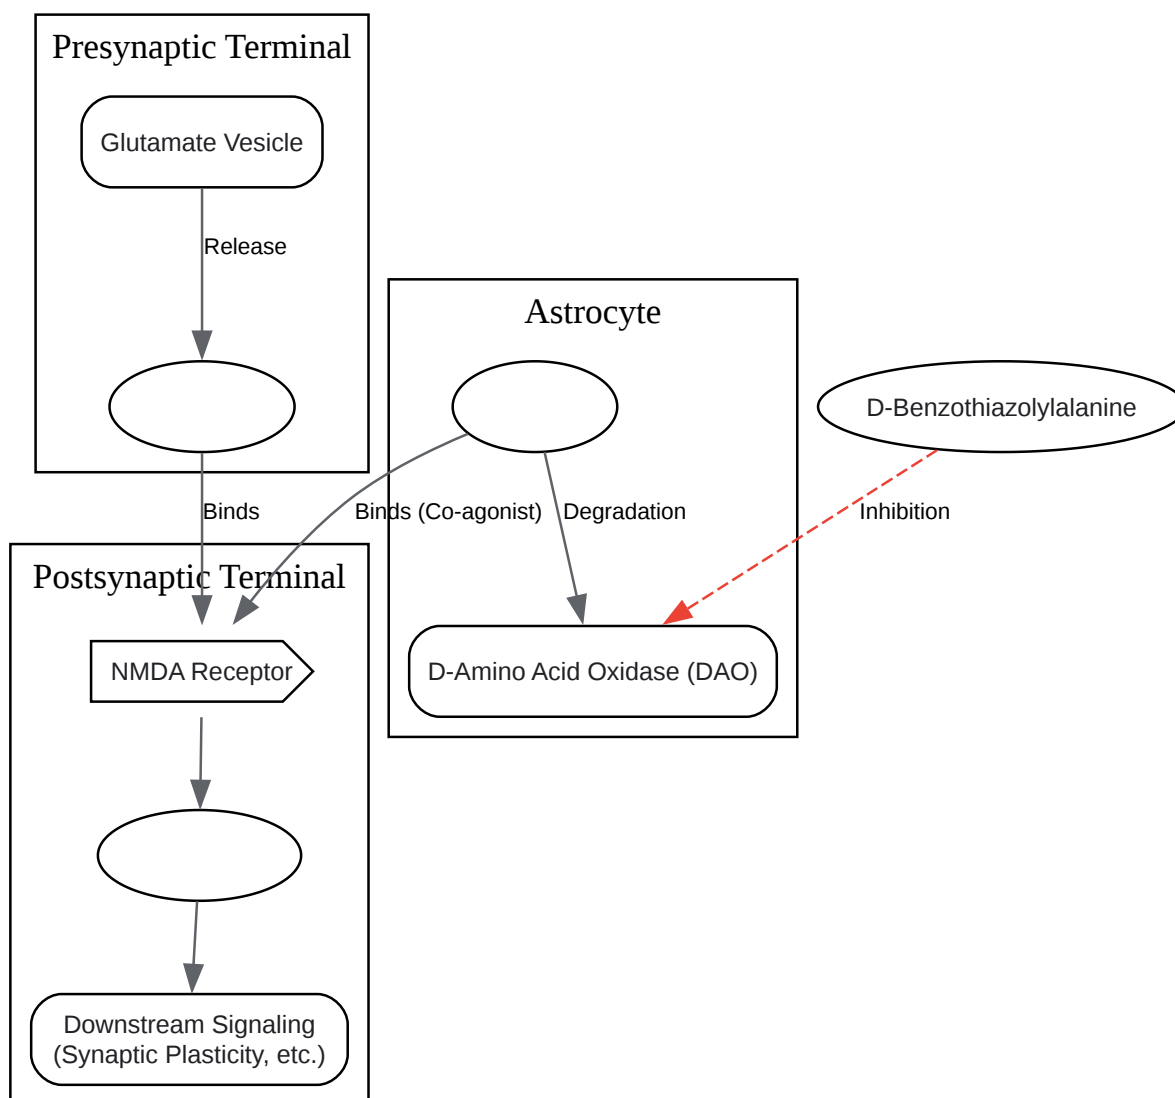 Presynaptic Terminal
Glutamate Vesicle
Release
Astrocyte
D-Benzothiazolylalanine
Binds
Binds (Co-agonist)
Degradation
Inhibition
Postsynaptic Terminal
NMDA Receptor
D-Amino Acid Oxidase (DAO)
Downstream Signaling
(Synaptic Plasticity, etc.)